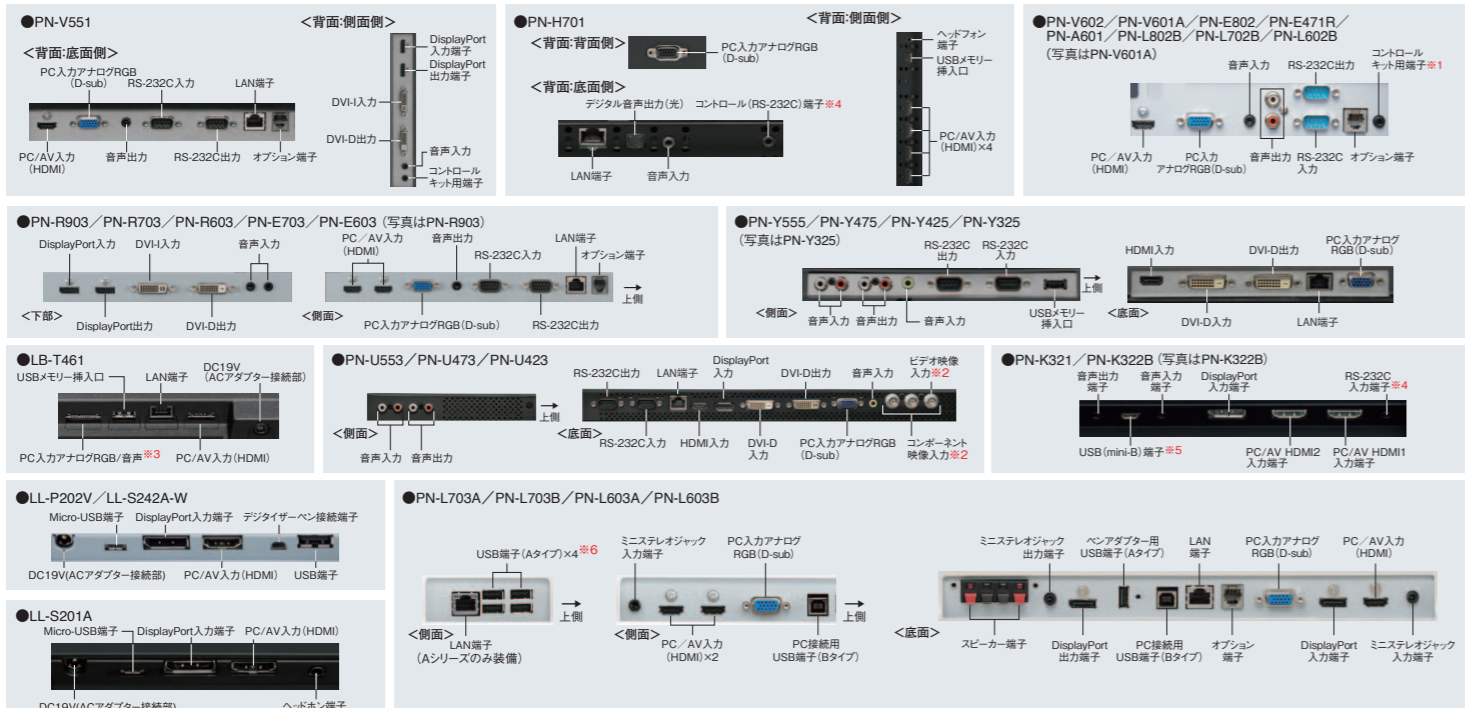 ●PN-V551
＜背面:側面側＞
＜背面:底面側＞
PC入力アナログRGB
(D-sub)
RS-232C入力
LAN端子
PC/AV入力
(HDMI)
音声出力
RS-232C出力
オプション端子
DisplayPort
入力端子
DisplayPort
出力端子
DVI-I入力
DVI-D出力
音声入力
コントロール
キット用端子
●PN-H701
＜背面:側面側＞
＜背面:背面側＞
PC入力アナログRGB
(D-sub)
＜背面:底面側＞
デジタル音声出力(光)
コントロール(RS-232C)端子※4
LAN端子
音声入力
ヘッドフォン
端子
USBメモリー
挿入口
PC/AV入力
(HDMI)×4
●PN-V602／PN-V601A／PN-E802／PN-E471R／
PN-A601／PN-L802B／PN-L702B／PN-L602B
(写真はPN-V601A)
音声入力
RS-232C出力
コントロール
キット用端子※1
PC／AV入力
(HDMI)
PC入力
アナログRGB(D-sub)
音声出力
RS-232C
入力
オプション端子
●PN-R903／PN-R703／PN-R603／PN-E703／PN-E603 (写真はPN-R903)
DisplayPort入力
DVI-I入力
音声入力
＜下部＞
DisplayPort出力
DVI-D出力
PC／AV入力
(HDMI)
音声出力
RS-232C入力
LAN端子
オプション端子
上側
＜側面＞
PC入力アナログRGB(D-sub)
RS-232C出力
●PN-Y555／PN-Y475／PN-Y425／PN-Y325
(写真はPN-Y325)
RS-232C
出力
RS-232C
入力
上側
＜側面＞
音声入力
音声出力
音声入力
USBメモリー
挿入口
HDMI入力
DVI-D出力
PC入力アナログ
RGB(D-sub)
＜底面＞
DVI-D入力
LAN端子
●LB-T461
USBメモリー挿入口
LAN端子
DC19V
(ACアダプター接続部)
PC入力アナログRGB/音声※3
PC/AV入力(HDMI)
●PN-U553／PN-U473／PN-U423
上側
＜側面＞
音声入力
音声出力
RS-232C出力
LAN端子
DisplayPort
入力
DVI-D出力
音声入力
ビデオ映像
入力※2
＜底面＞
RS-232C入力
HDMI入力
DVI-D
入力
PC入力アナログRGB
(D-sub)
コンポーネント
映像入力※2
●PN-K321／PN-K322B (写真はPN-K322B)
音声出力
端子
音声入力
端子
DisplayPort
入力端子
RS-232C
入力端子※4
USB(mini-B)端子※5
PC/AV HDMI2
入力端子
PC/AV HDMI1
入力端子
●LL-P202V／LL-S242A-W
Micro-USB端子
DisplayPort入力端子
デジタイザーペン接続端子
DC19V(ACアダプター接続部)
PC/AV入力(HDMI)
USB端子
●LL-S201A
Micro-USB端子
DisplayPort入力端子
PC/AV入力(HDMI)
DC19V(ACアダプター接続部)
ヘッドホン端子
●PN-L703A／PN-L703B／PN-L603A／PN-L603B
USB端子(Aタイプ)×4※6
上側
＜側面＞
LAN端子
(Aシリーズのみ装備)
ミニステレオジャック
入力端子
PC入力アナログ
RGB(D-sub)
上側
＜側面＞
PC／AV入力
(HDMI)×2
PC接続用
USB端子(Bタイプ)
ミニステレオジャック
出力端子
ペンアダプター用
USB端子(Aタイプ)
LAN
端子
PC入力アナログ
RGB(D-sub)
PC／AV入力
(HDMI)
＜底面＞
スピーカー端子
DisplayPort
出力端子
PC接続用
USB端子(Bタイプ)
オプション
端子
DisplayPort
入力端子
ミニステレオジャック
入力端子